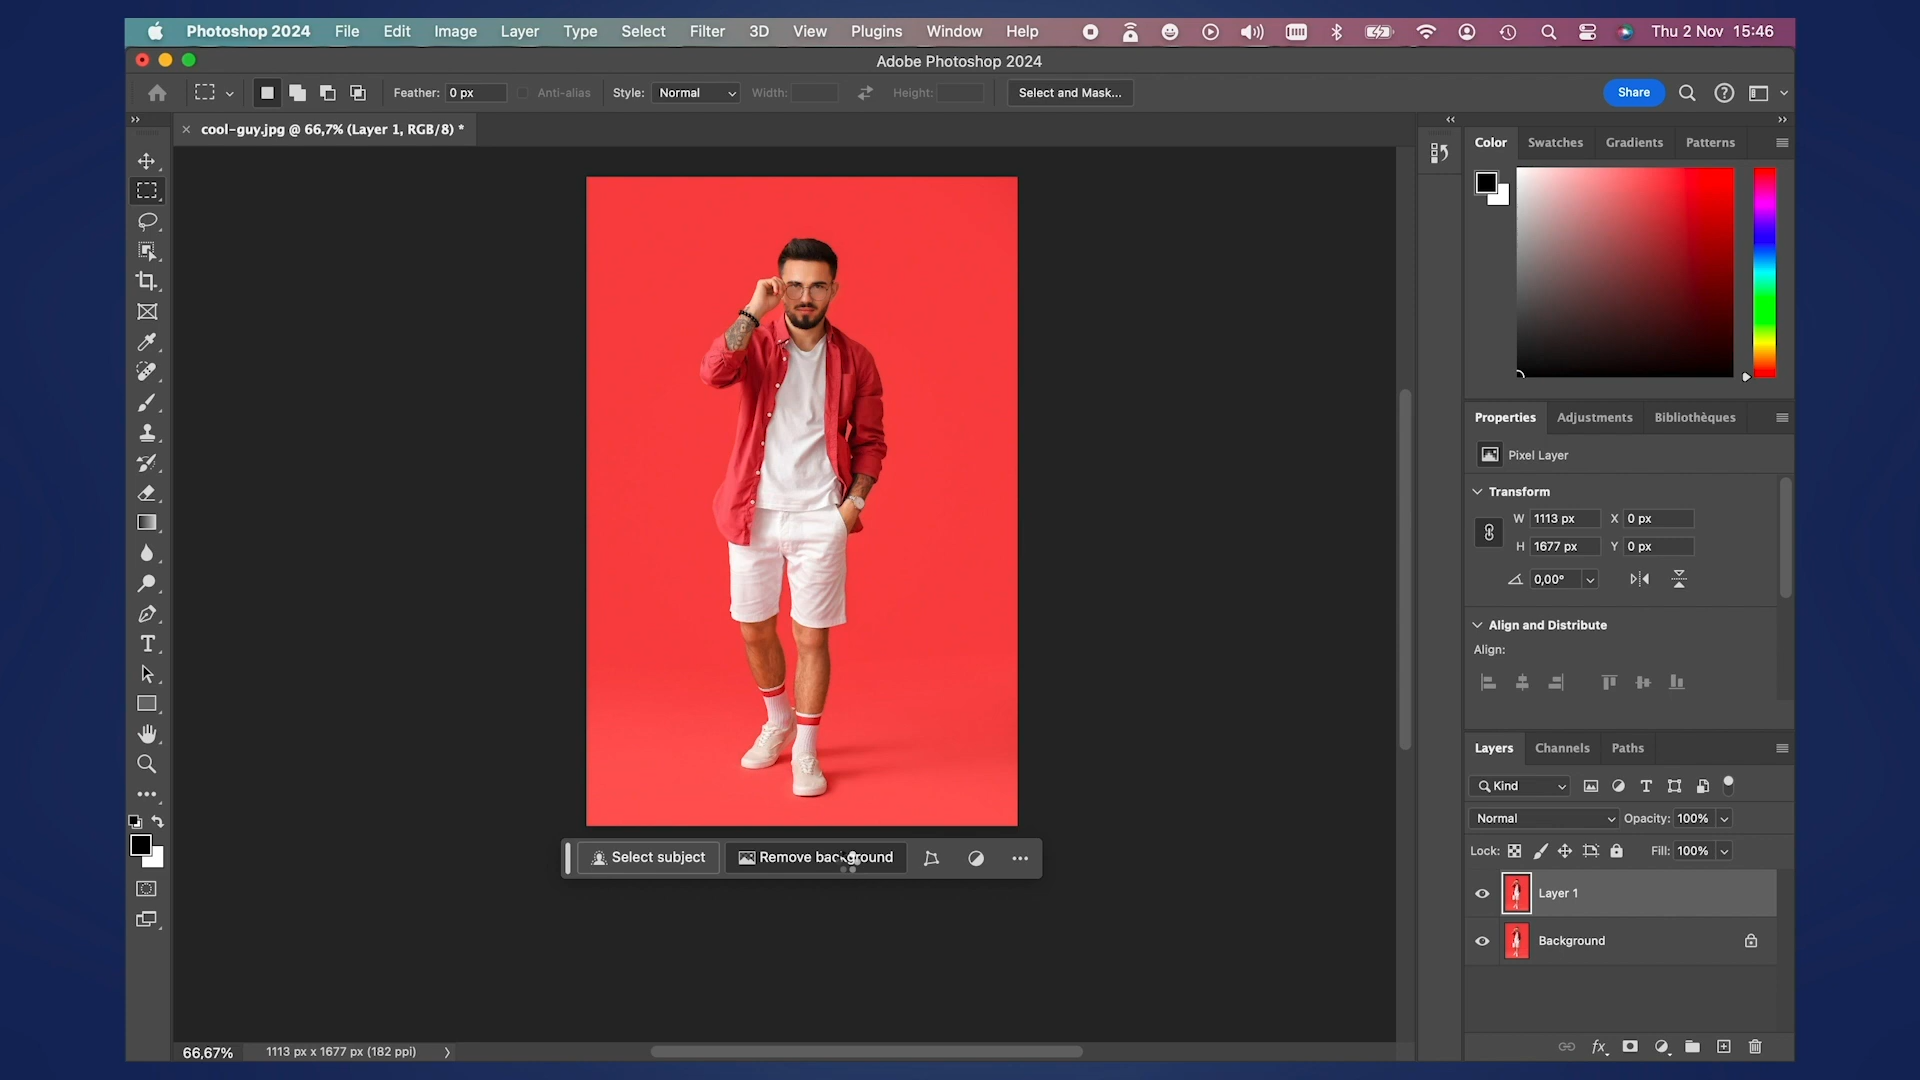 Photoshop 2024 File Edit Image Layer Type Select Filter 3D View Plugins Window Help Thu 2 Nov 15:46
Adobe Photoshop 2024
Feather: 0 px Anti-alias Style: Normal Width: Height: Select and Mask... Share
cool-guy.jpg @ 66,7% (Layer 1, RGB/8) *
Color Swatches Gradients Patterns
Properties Adjustments Bibliothèques
Pixel Layer
Transform
W 1113 px X 0 px
H 1677 px Y 0 px
0,00°
Align and Distribute
Align:
Layers Channels Paths
Kind
Normal Opacity: 100%
Lock: Fill: 100%
Layer 1
Background
Select subject Remove background
66,67% 1113 px x 1677 px (182 ppi)